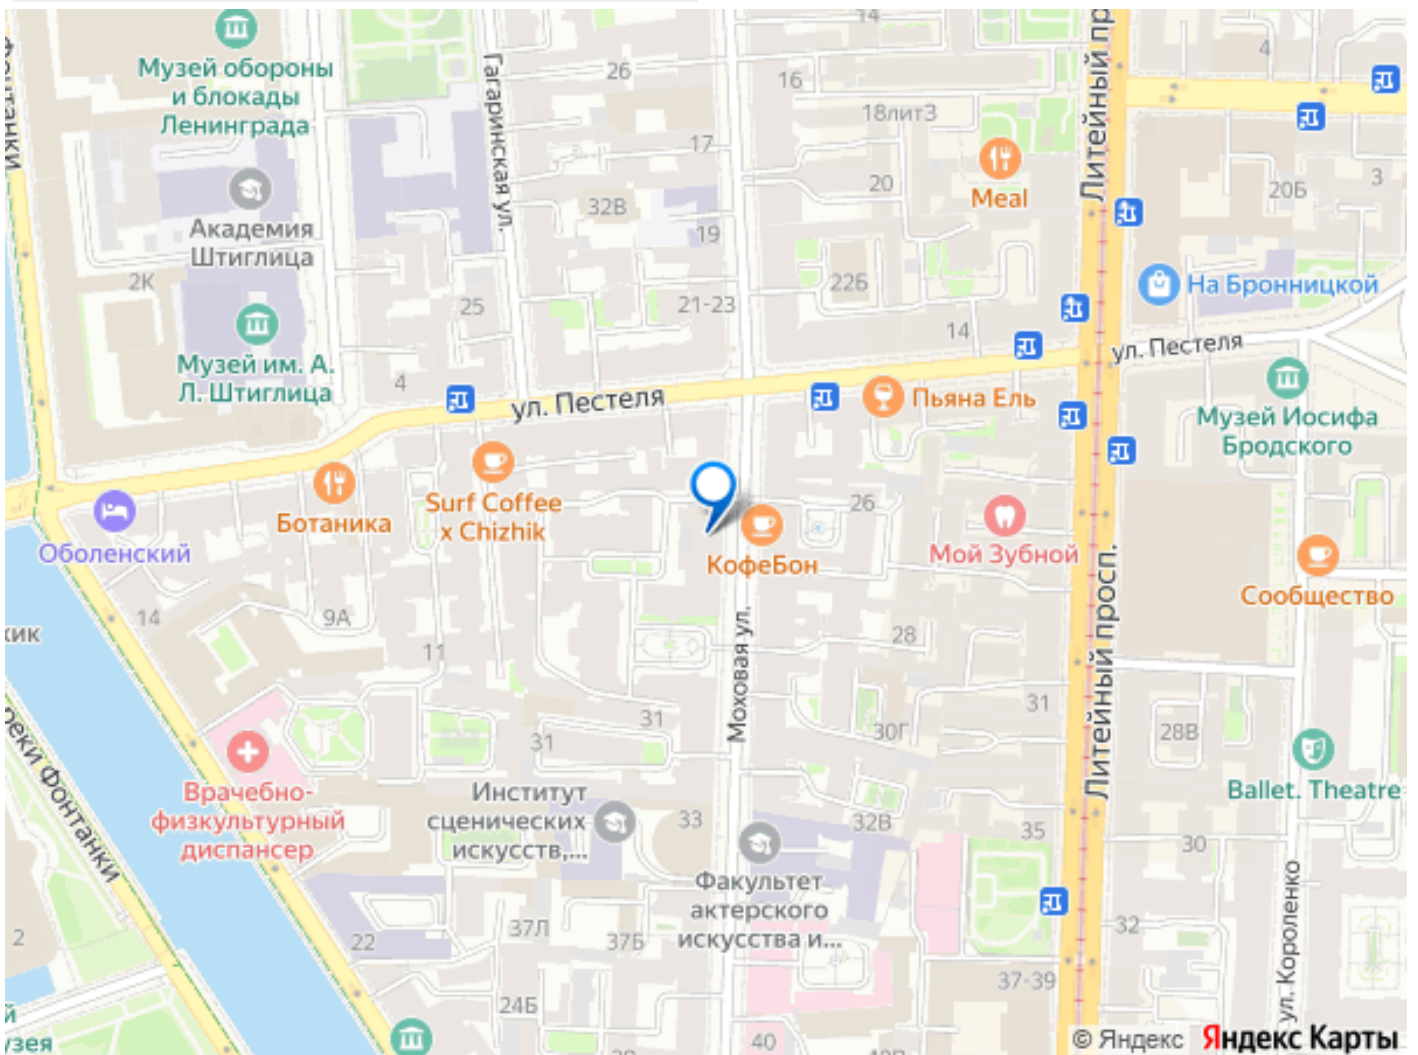 Музей обороны
и блокады
Ленинграда
Гагаринская ул.
26
14
16
18лит3
4
Литейный пр
17
32В
19
20
Meal
20Б
3
Академия
Штиглица
2К
25
21-23
22Б
14
На Бронницкой
Музей им. А.
Л. Штиглица
4
ул. Пестеля
ул. Пестеля
Пьяна Ель
Музей Иосифа
Бродского
Оболенский
Ботаника
Surf Coffee
x Chizhik
КофеБон
26
Мой Зубной
Сообщество
14
9А
11
28
Моховая ул.
Литейный просп.
31
31
31
30Г
28В
реки Фонтанки
Врачебно-
физкультурный
диспансер
Институт
сценических
искусств,...
33
32В
35
30
Ballet. Theatre
Факультет
актерского
искусства и...
2
22
37Л
37Б
32
37-39
ул. Короленко
24Б
40
узея
© Яндекс Яндекс Карты